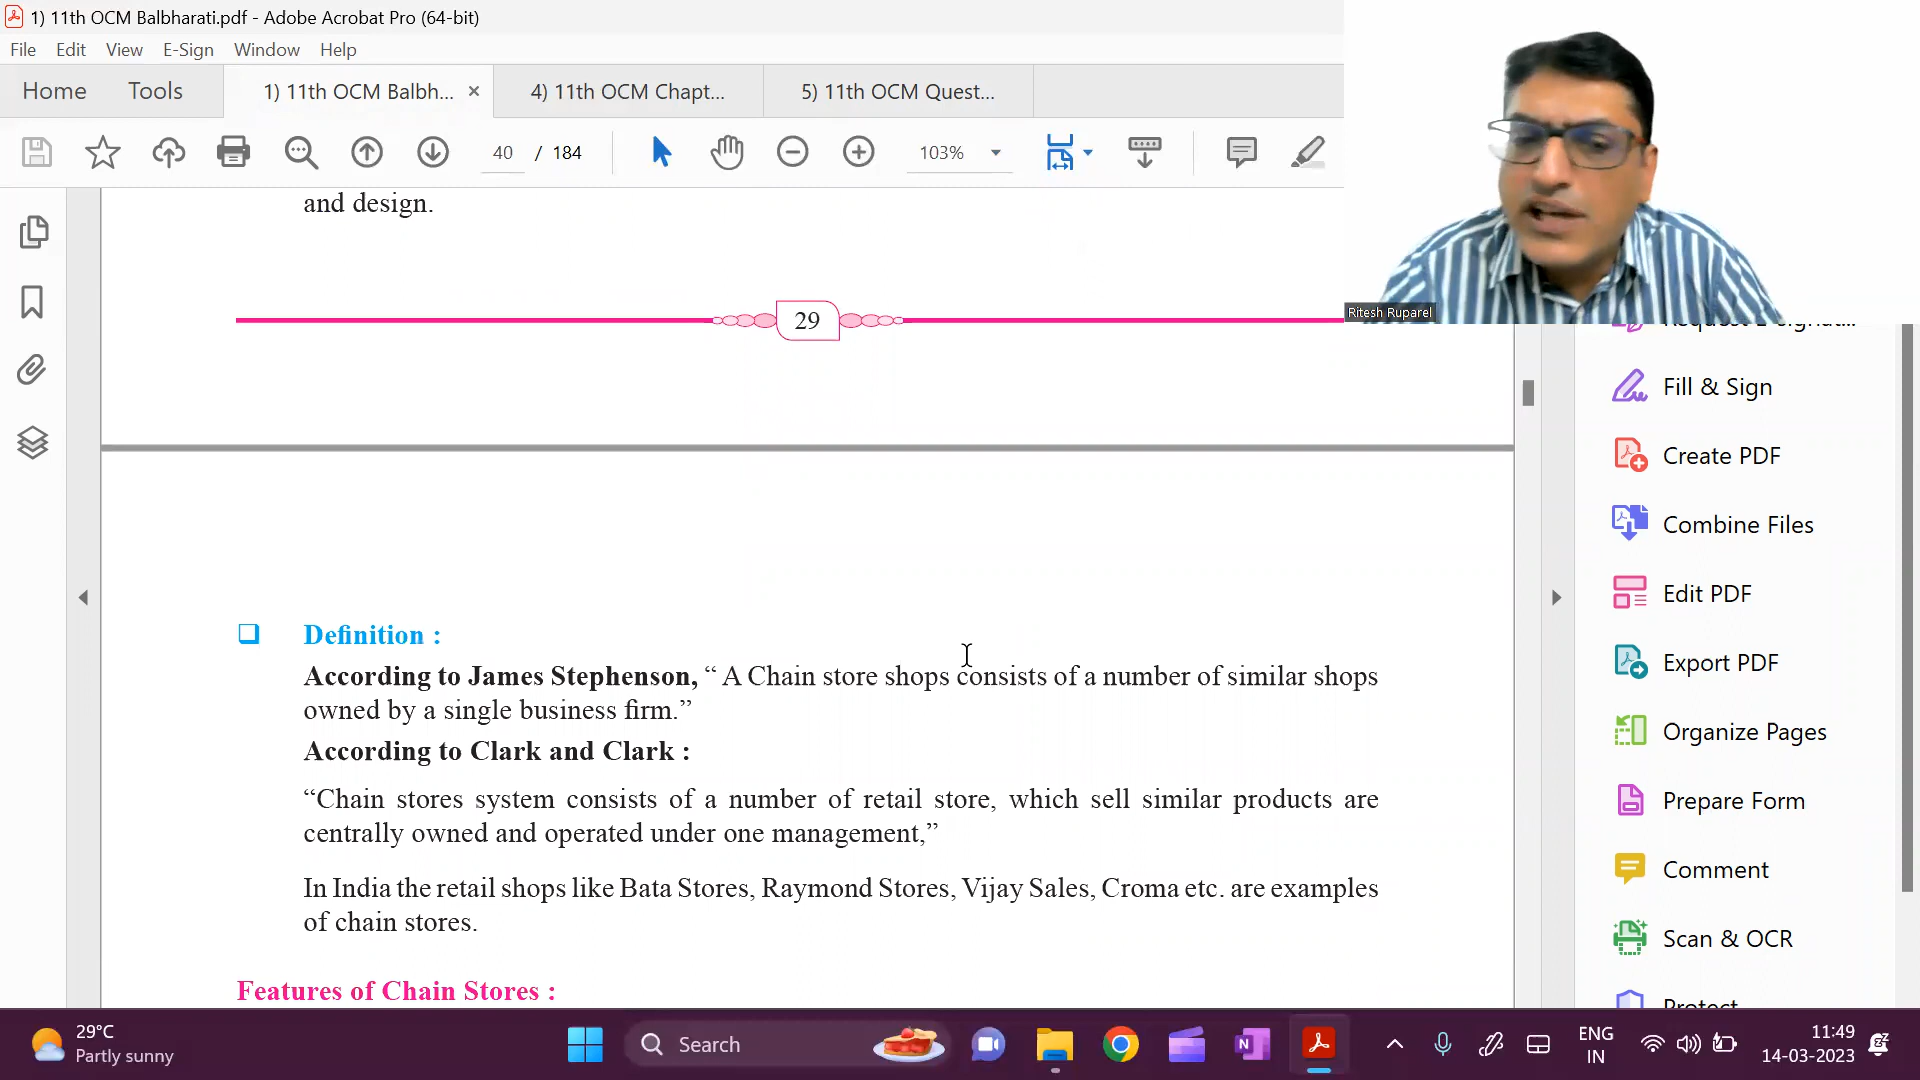 1) 11th OCM Balbharati.pdf - Adobe Acrobat Pro (64-bit)
File Edit View E-Sign Window Help
Home Tools 1) 11th OCM Balbh... × 4) 11th OCM Chapt... 5) 11th OCM Quest...
40 / 184 103%
and design.
Ritesh Ruparel
29
Fill & Sign
Create PDF
Combine Files
Edit PDF
Export PDF
Organize Pages
Prepare Form
Comment
Scan & OCR
Protect
Definition :
According to James Stephenson, “ A Chain store shops consists of a number of similar shops
owned by a single business firm.”
According to Clark and Clark :
“Chain stores system consists of a number of retail store, which sell similar products are
centrally owned and operated under one management,”
In India the retail shops like Bata Stores, Raymond Stores, Vijay Sales, Croma etc. are examples
of chain stores.
Features of Chain Stores :
29°C
Partly sunny
Search
N
ENG
IN
11:49
14-03-2023